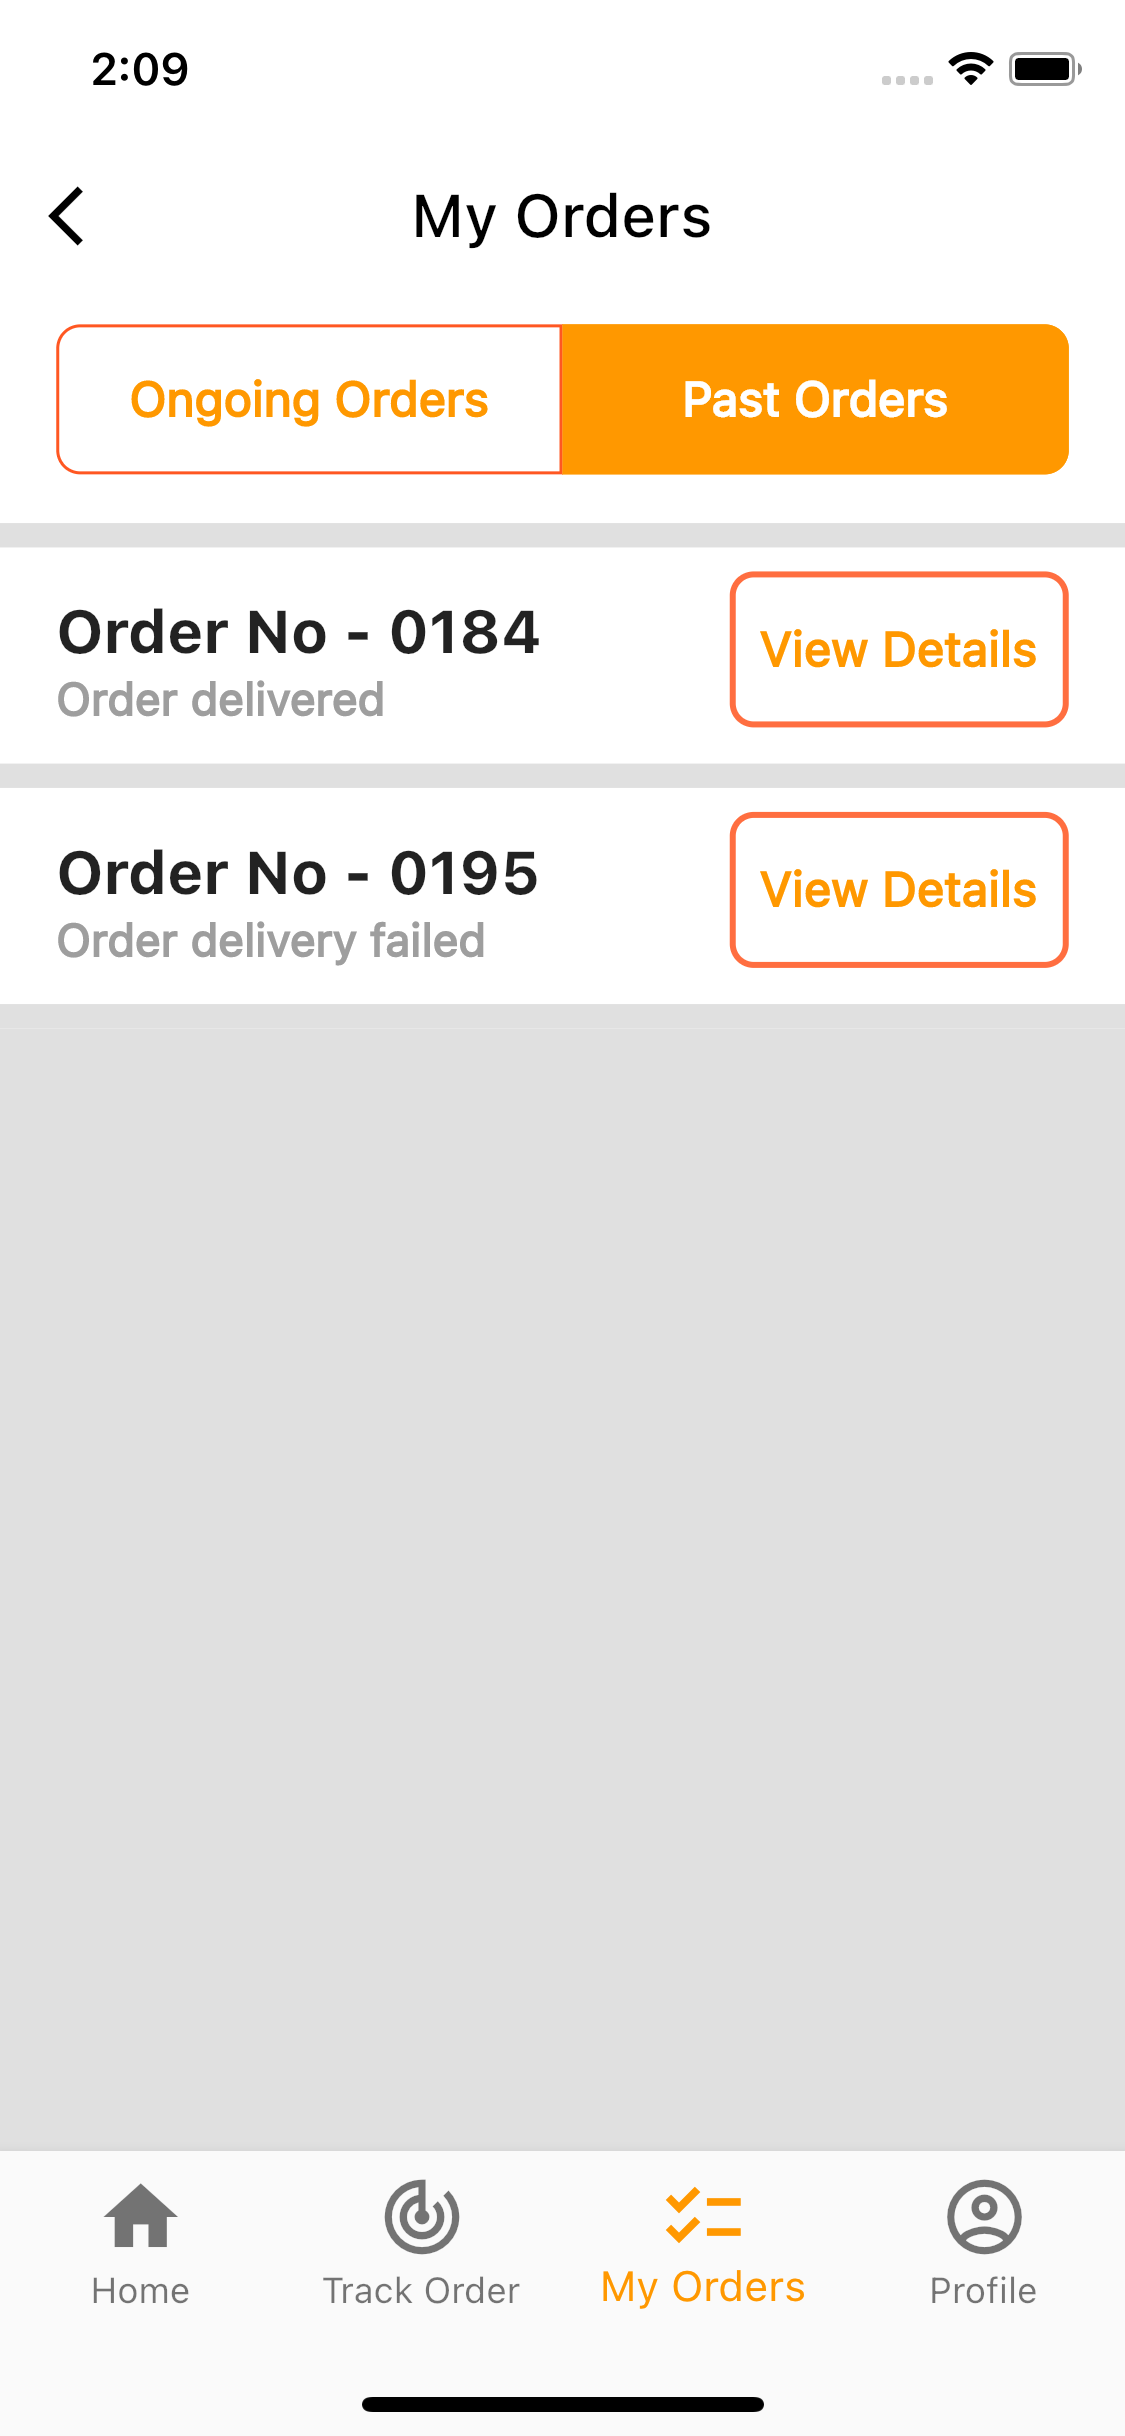 2:09
My Orders
Ongoing Orders
Past Orders
Order No - 0184
View Details
Order delivered
Order No - 0195
View Details
Order delivery failed
Home
Track Order
My Orders
Profile